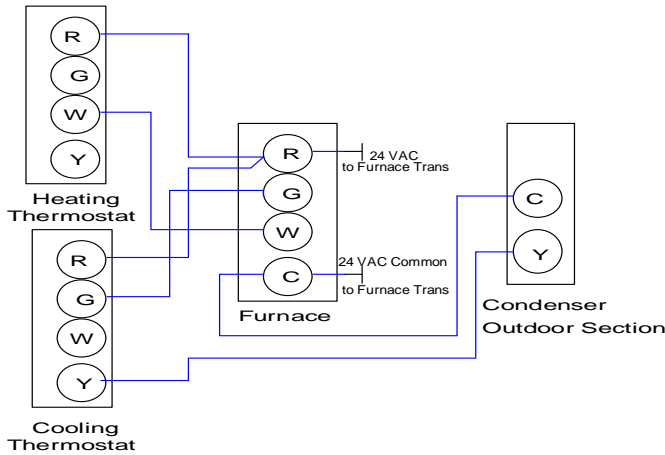 R
G
W
Y
Heating
Thermostat
R
G
W
Y
Cooling
Thermostat
R
G
W
C
Furnace
24 VAC
to Furnace Trans
24 VAC Common
to Furnace Trans
C
Y
Condenser
Outdoor Section